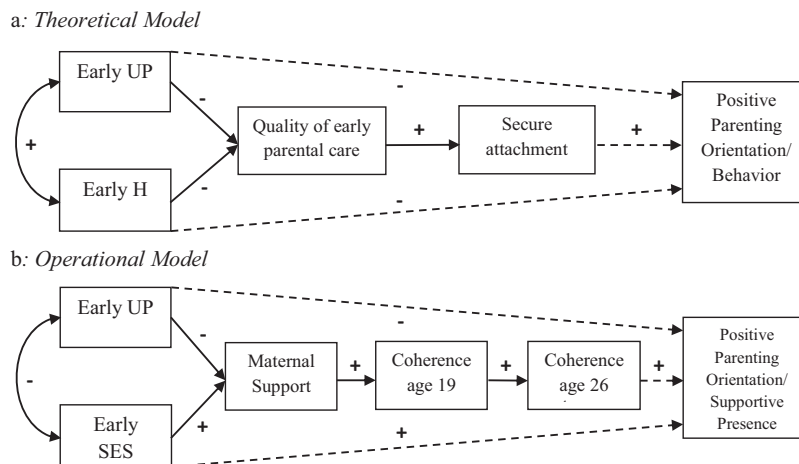 a: Theoretical Model
Early UP
-
-
Positive
Parenting
Orientation/
Behavior
Quality of early
parental care
+
Secure
attachment
+
+
Early H
-
-
b: Operational Model
Early UP
-
-
Positive
Parenting
Orientation/
Supportive
Presence
Maternal
Support
+
Coherence
age 19
+
Coherence
age 26
+
-
Early
SES
+
+